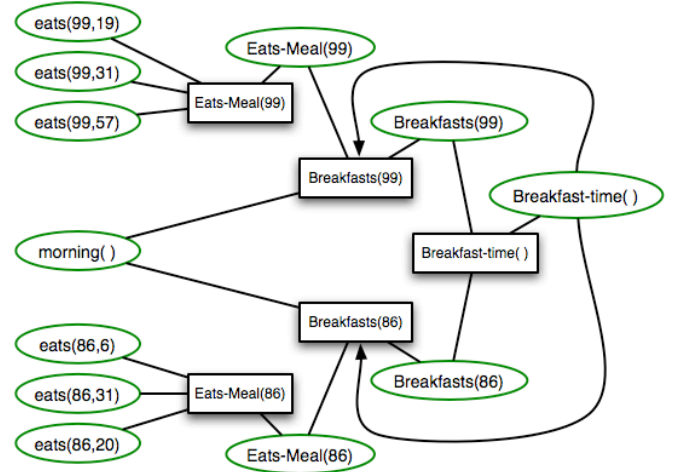 eats(99,19)
Eats-Meal(99)
eats(99,31)
Eats-Meal(99)
eats(99,57)
Breakfasts(99)
Breakfasts(99)
Breakfast-time( )
morning( )
Breakfast-time( )
Breakfasts(86)
eats(86,6)
Breakfasts(86)
eats(86,31)
Eats-Meal(86)
eats(86,20)
Eats-Meal(86)